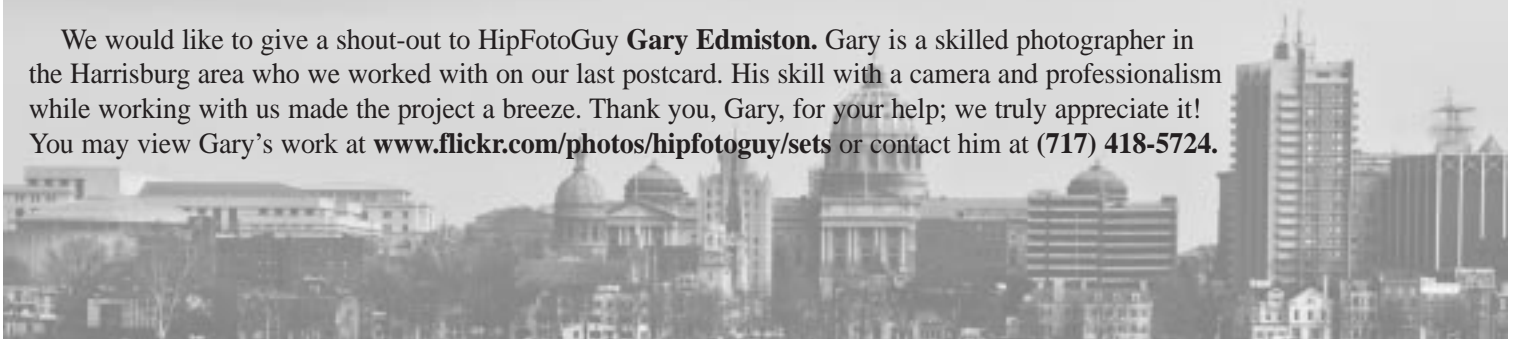 We would like to give a shout-out to HipFotoGuy Gary Edmiston. Gary is a skilled photographer in
the Harrisburg area who we worked with on our last postcard. His skill with a camera and professionalism
while working with us made the project a breeze. Thank you, Gary, for your help; we truly appreciate it!
You may view Gary's work at www.flickr.com/photos/hipfotoguy/sets or contact him at (717) 418-5724.